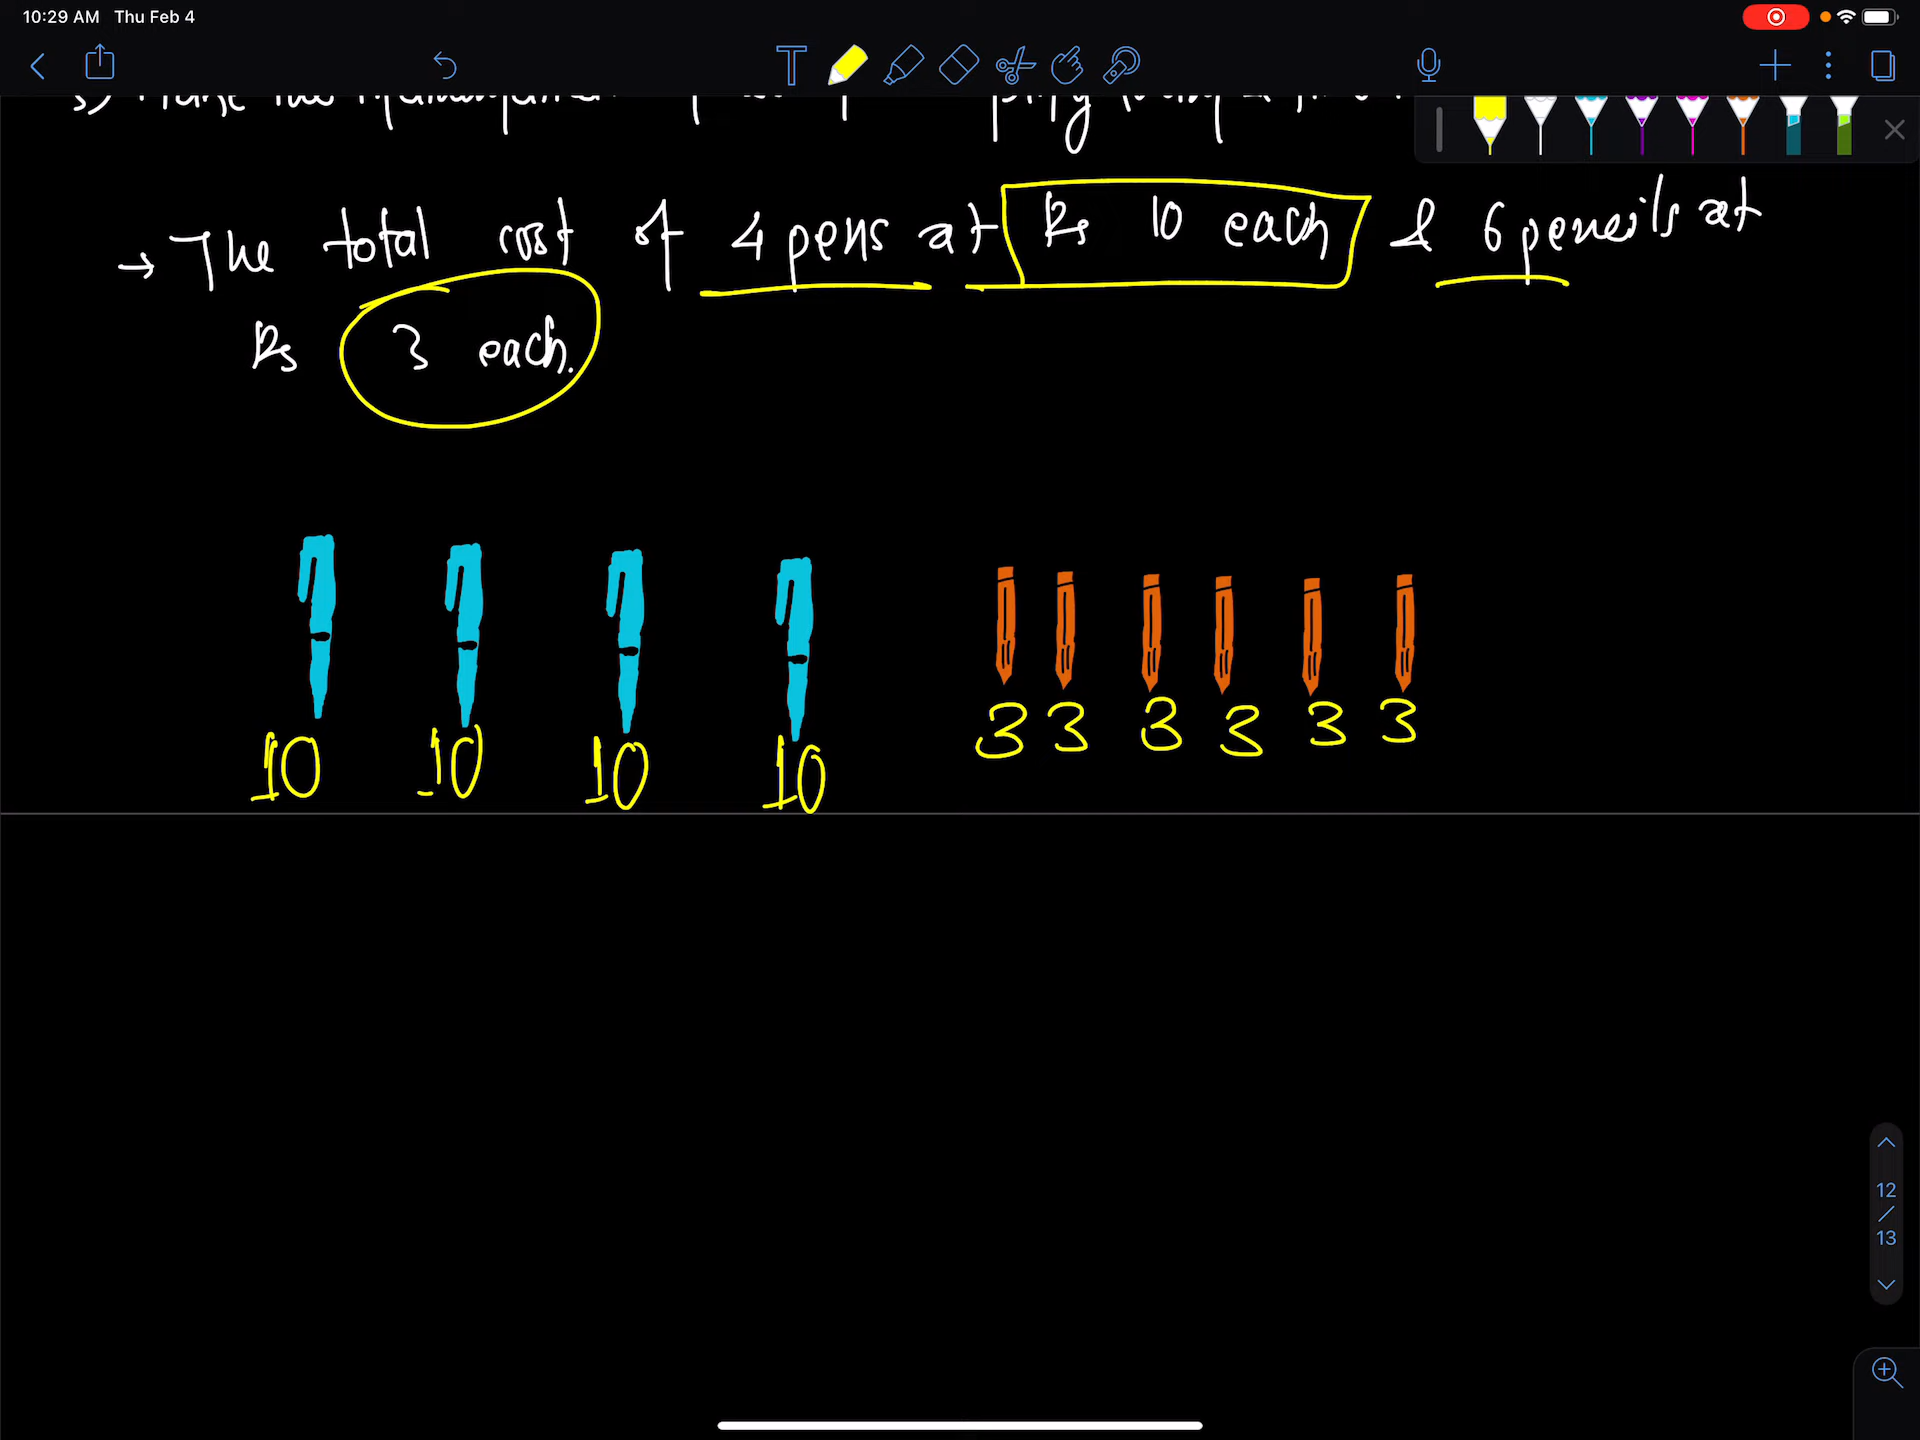 10:29 AM Thu Feb 4
→ The total cost of 4 pens at Rs 10 each & 6 pencils at
Rs 3 each.
10 10 10 10 3 3 3 3 3 3
12
/
13